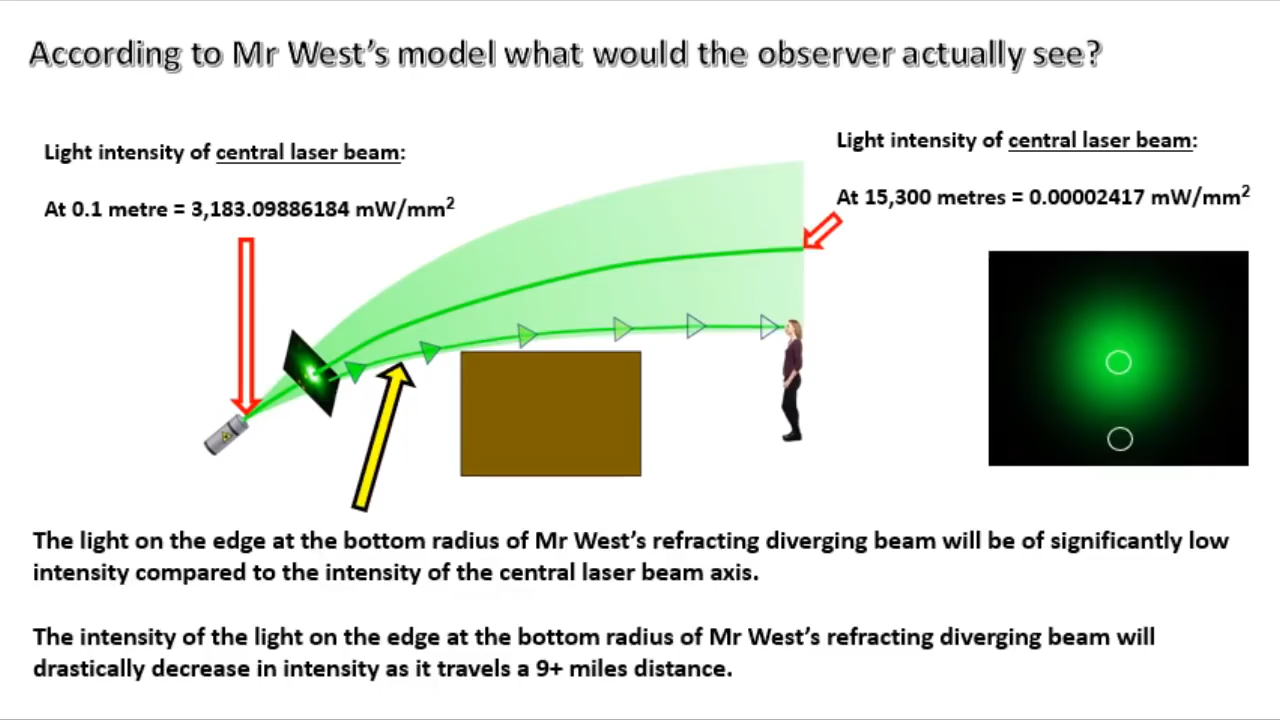 According to Mr West's model what would the observer actually see?
Light intensity of central laser beam:
At 0.1 metre = 3,183.09886184 mW/mm²
Light intensity of central laser beam:
At 15,300 metres = 0.00002417 mW/mm²
The light on the edge at the bottom radius of Mr West's refracting diverging beam will be of significantly low
intensity compared to the intensity of the central laser beam axis.
The intensity of the light on the edge at the bottom radius of Mr West's refracting diverging beam will
drastically decrease in intensity as it travels a 9+ miles distance.